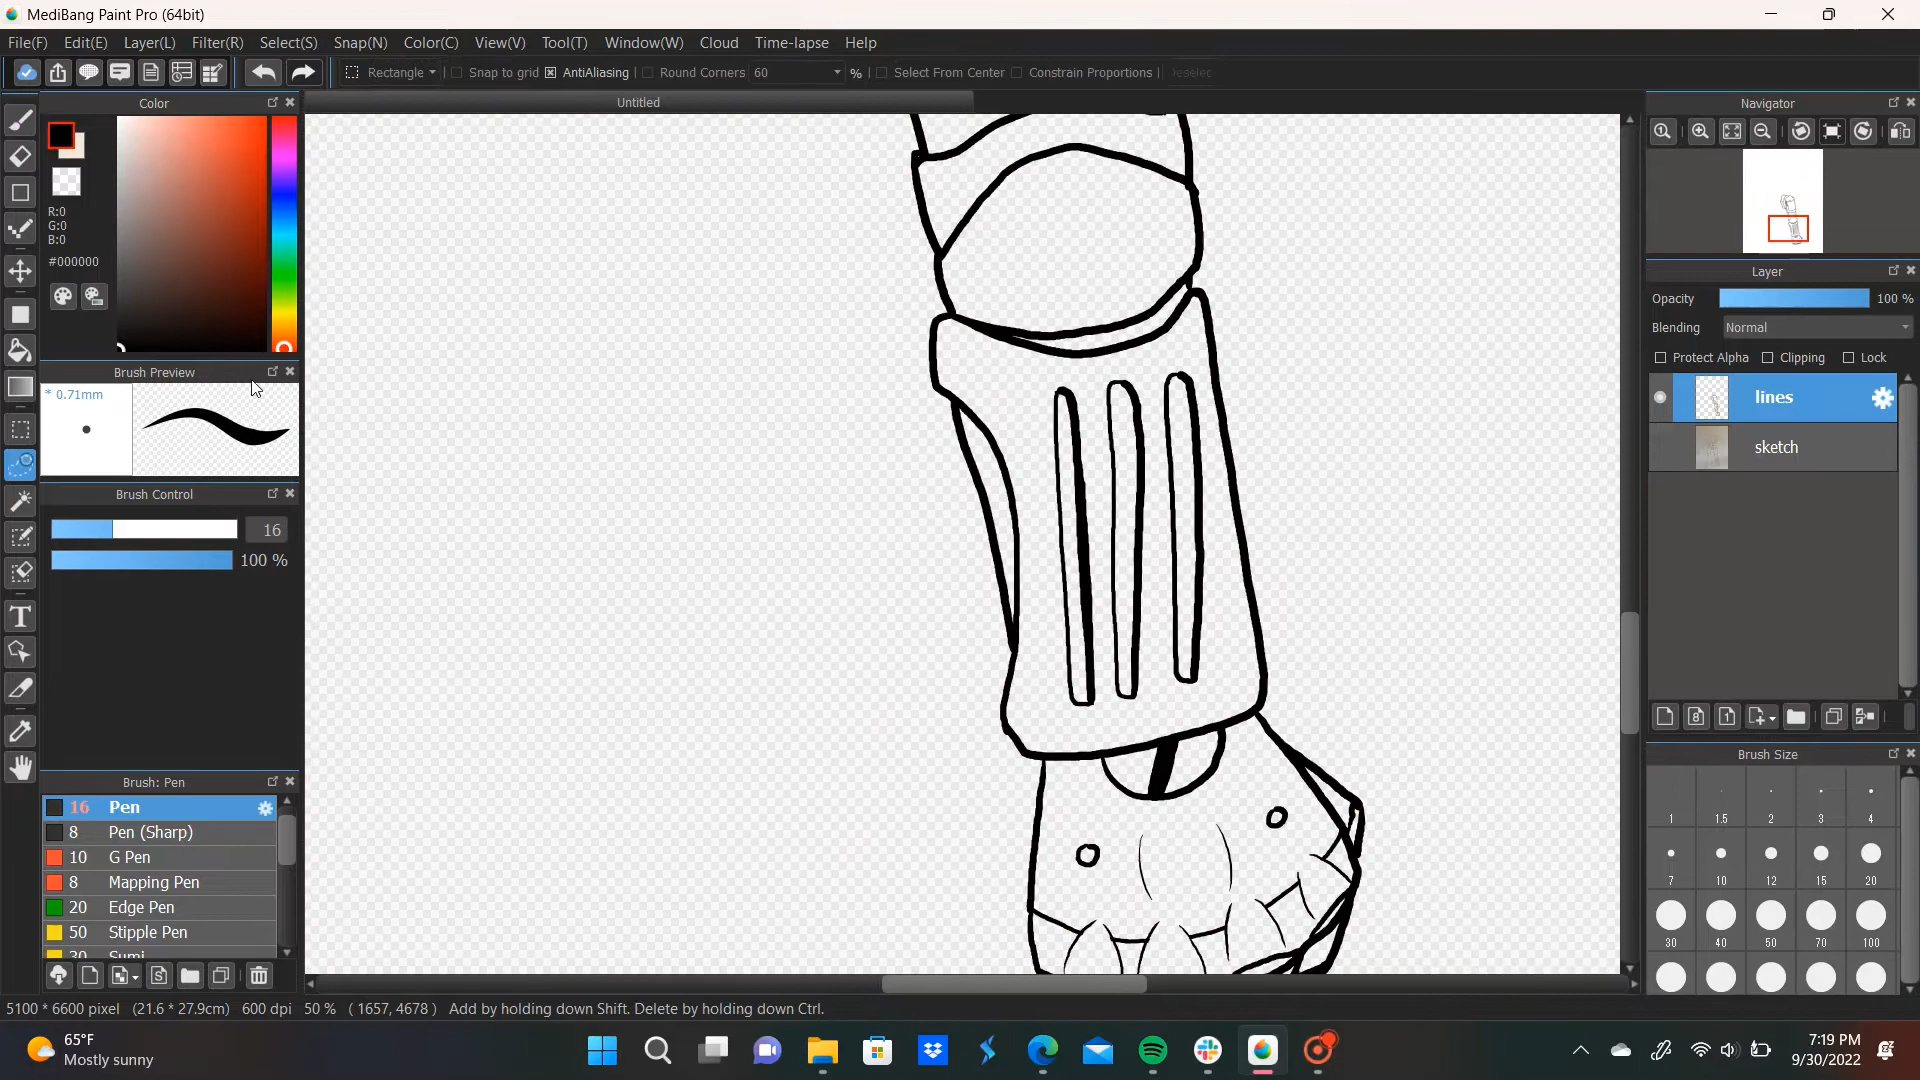 MediBang Paint Pro (64bit)
File(F) Edit(E) Layer(L) Filter(R) Select(S) Snap(N) Color(C) View(V) Tool(T) Window(W) Cloud Time-lapse Help
Rectangle Snap to grid AntiAliasing Round Corners 60 % Select From Center Constrain Proportions Deselec
Color
Untitled
Navigator
R:0
G:0
B:0
#000000
Layer
Opacity 100 %
Blending Normal
Protect Alpha Clipping Lock
Brush Preview
* 0.71mm
lines
sketch
Brush Control
16
100 %
T
8 1
Brush: Pen
16 Pen
8 Pen (Sharp)
10 G Pen
8 Mapping Pen
20 Edge Pen
50 Stipple Pen
30 Sumi
S
Brush Size
1 1.5 2 3 4
7 10 12 15 20
30 40 50 70 100
5100 * 6600 pixel (21.6 * 27.9cm) 600 dpi 50 % ( 1657, 4678 ) Add by holding down Shift. Delete by holding down Ctrl.
65°F
Mostly sunny
7:19 PM
9/30/2022